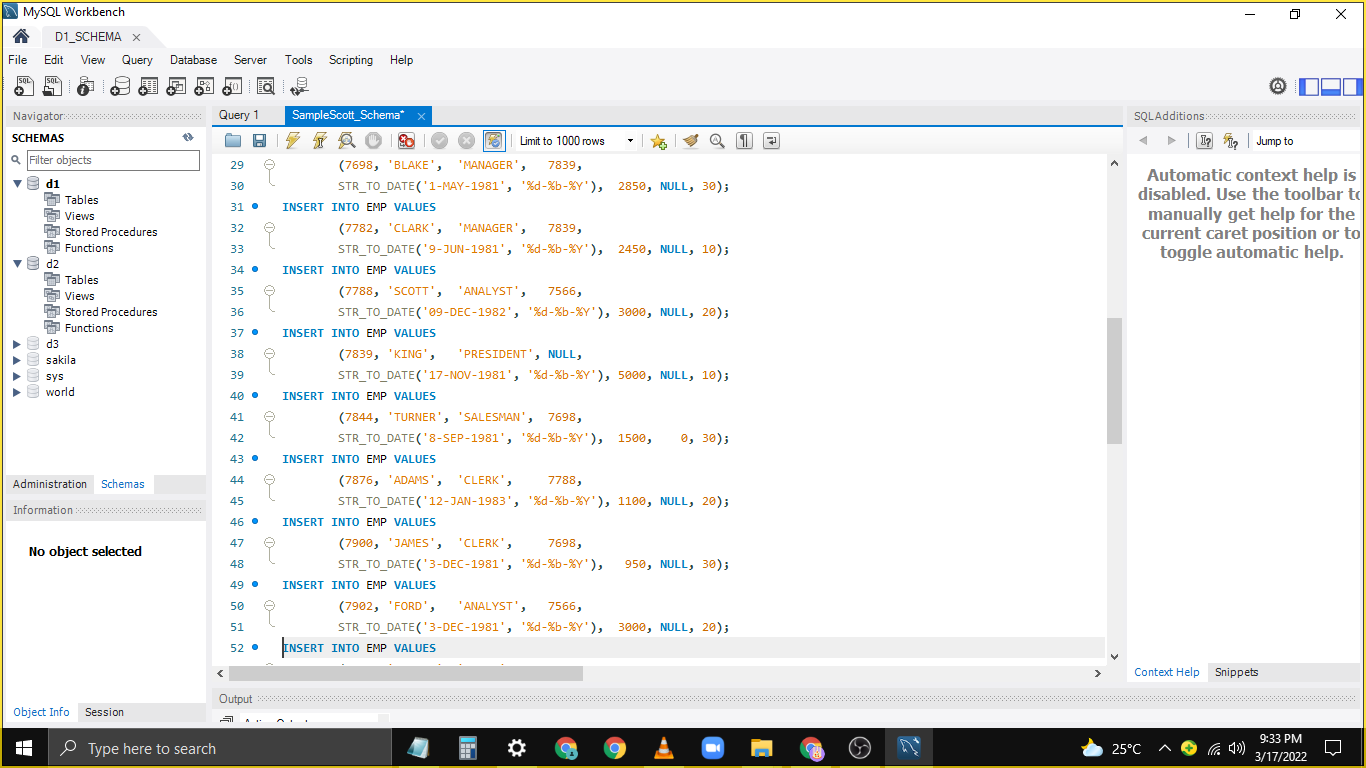 MySQL Workbench
D1_SCHEMA
File Edit View Query Database Server Tools Scripting Help
Navigator
SCHEMAS
Filter objects
d1
Tables
Views
Stored Procedures
Functions
d2
Tables
Views
Stored Procedures
Functions
d3
sakila
sys
world
Administration Schemas
Information
No object selected
Object Info Session
Query 1 SampleScott_Schema*
Limit to 1000 rows
29 (7698, 'BLAKE', 'MANAGER', 7839,
30 STR_TO_DATE('1-MAY-1981', '%d-%b-%Y'), 2850, NULL, 30);
31 INSERT INTO EMP VALUES
32 (7782, 'CLARK', 'MANAGER', 7839,
33 STR_TO_DATE('9-JUN-1981', '%d-%b-%Y'), 2450, NULL, 10);
34 INSERT INTO EMP VALUES
35 (7788, 'SCOTT', 'ANALYST', 7566,
36 STR_TO_DATE('09-DEC-1982', '%d-%b-%Y'), 3000, NULL, 20);
37 INSERT INTO EMP VALUES
38 (7839, 'KING', 'PRESIDENT', NULL,
39 STR_TO_DATE('17-NOV-1981', '%d-%b-%Y'), 5000, NULL, 10);
40 INSERT INTO EMP VALUES
41 (7844, 'TURNER', 'SALESMAN', 7698,
42 STR_TO_DATE('8-SEP-1981', '%d-%b-%Y'), 1500, 0, 30);
43 INSERT INTO EMP VALUES
44 (7876, 'ADAMS', 'CLERK', 7788,
45 STR_TO_DATE('12-JAN-1983', '%d-%b-%Y'), 1100, NULL, 20);
46 INSERT INTO EMP VALUES
47 (7900, 'JAMES', 'CLERK', 7698,
48 STR_TO_DATE('3-DEC-1981', '%d-%b-%Y'), 950, NULL, 30);
49 INSERT INTO EMP VALUES
50 (7902, 'FORD', 'ANALYST', 7566,
51 STR_TO_DATE('3-DEC-1981', '%d-%b-%Y'), 3000, NULL, 20);
52 INSERT INTO EMP VALUES
Output
SQLAdditions
Jump to
Automatic context help is
disabled. Use the toolbar to
manually get help for the
current caret position or to
toggle automatic help.
Context Help Snippets
Type here to search
25°C
9:33 PM
3/17/2022